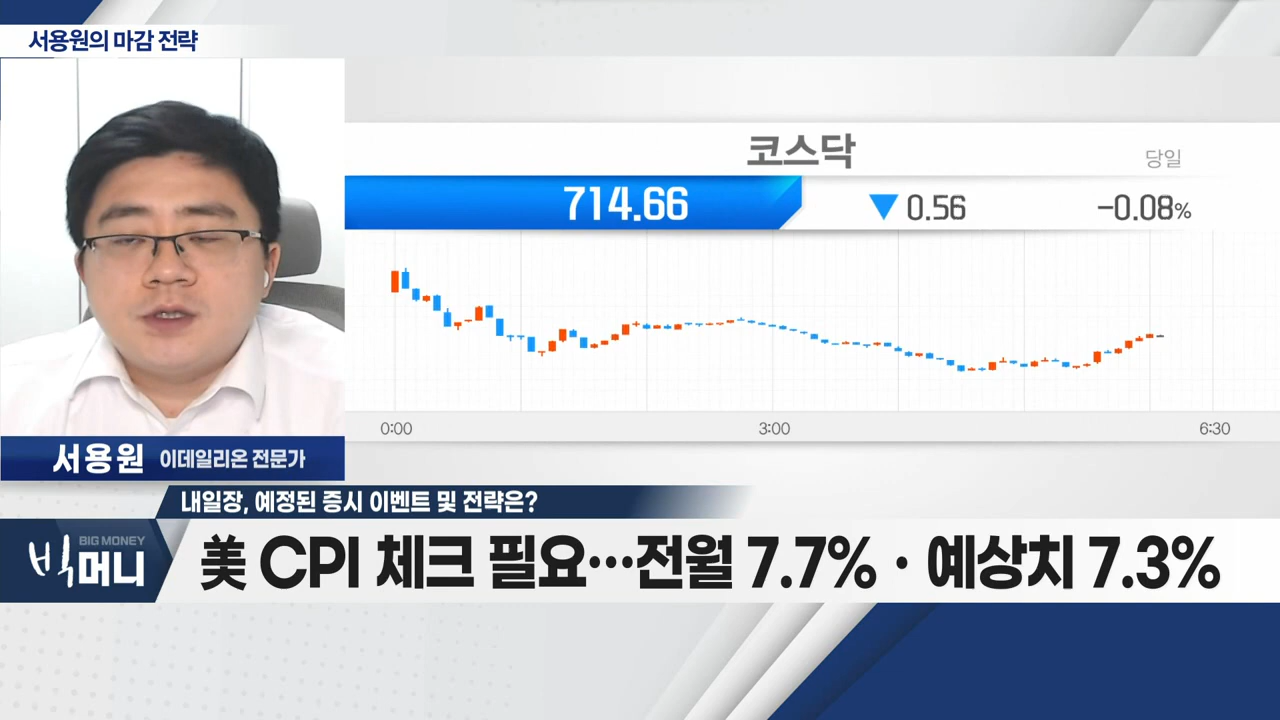 서용원의 마감 전략
코스닥
당일
714.66
▼ 0.56
-0.08%
0:00
3:00
6:30
서용원 이데일리온 전문가
내일장, 예정된 증시 이벤트 및 전략은?
BIG MONEY
빅머니
美 CPI 체크 필요…전월 7.7%·예상치 7.3%